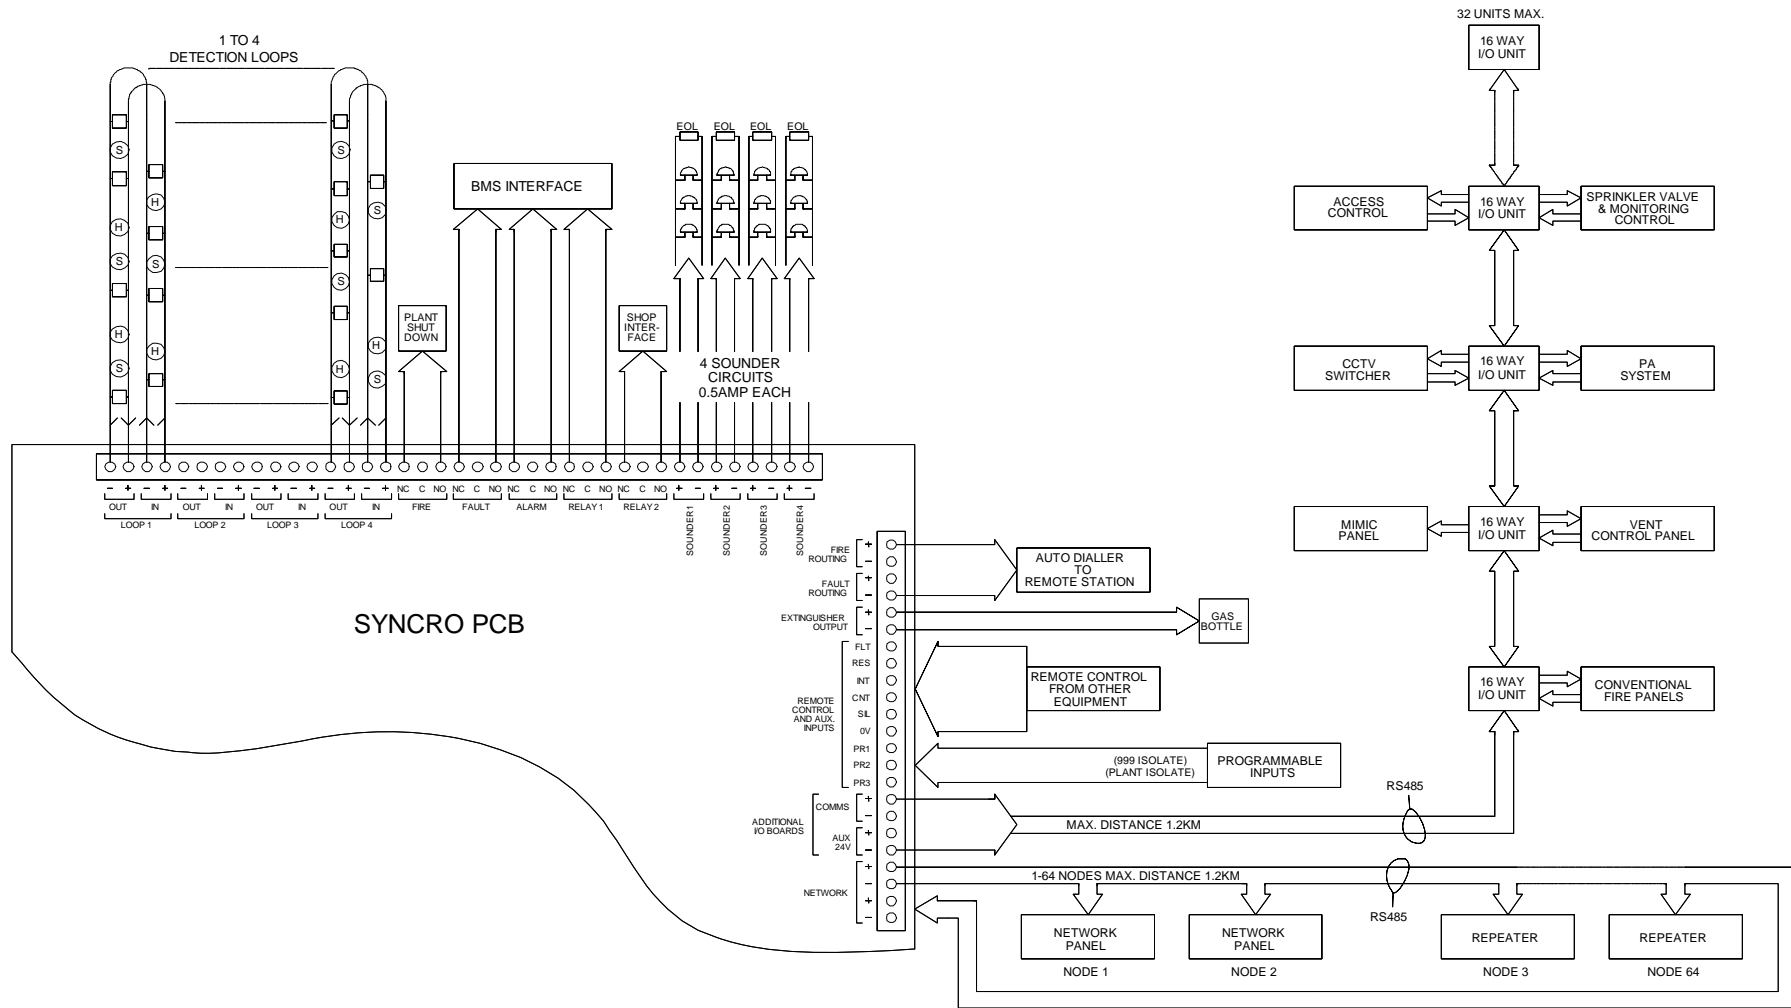 32 UNITS MAX.
16 WAY
I/O UNIT
1 TO 4
DETECTION LOOPS
S
H
S
H
S
H
S
H
S
H
S
H
S
H
S
H
S
EOL
EOL
EOL
EOL
BMS INTERFACE
PLANT
SHUT
DOWN
SHOP
INTER-
FACE
4 SOUNDER
CIRCUITS
0.5AMP EACH
ACCESS
CONTROL
16 WAY
I/O UNIT
SPRINKLER VALVE
& MONITORING
CONTROL
CCTV
SWITCHER
16 WAY
I/O UNIT
PA
SYSTEM
MIMIC
PANEL
16 WAY
I/O UNIT
VENT
CONTROL PANEL
16 WAY
I/O UNIT
CONVENTIONAL
FIRE PANELS
- + - + - + - + - + - + - + - + NC C NO NC C NO NC C NO NC C NO NC C NO + - + - + - + -
OUT IN OUT IN OUT IN OUT IN FIRE FAULT ALARM RELAY 1 RELAY 2
LOOP 1 LOOP 2 LOOP 3 LOOP 4
SOUNDER1
SOUNDER2
SOUNDER3
SOUNDER4
SYNCRO PCB
FIRE
ROUTING
+
-
FAULT
ROUTING
+
-
EXTINGUISHER
OUTPUT
+
-
REMOTE
CONTROL
AND AUX.
INPUTS
FLT
RES
INT
CNT
SIL
0V
PR1
PR2
PR3
ADDITIONAL
I/O BOARDS
COMMS
+
-
AUX
24V
+
-
NETWORK
+
-
+
-
AUTO DIALLER
TO
REMOTE STATION
GAS
BOTTLE
REMOTE CONTROL
FROM OTHER
EQUIPMENT
(999 ISOLATE)
(PLANT ISOLATE)
PROGRAMMABLE
INPUTS
RS485
MAX. DISTANCE 1.2KM
1-64 NODES MAX. DISTANCE 1.2KM
RS485
NETWORK
PANEL
NODE 1
NETWORK
PANEL
NODE 2
REPEATER
NODE 3
REPEATER
NODE 64